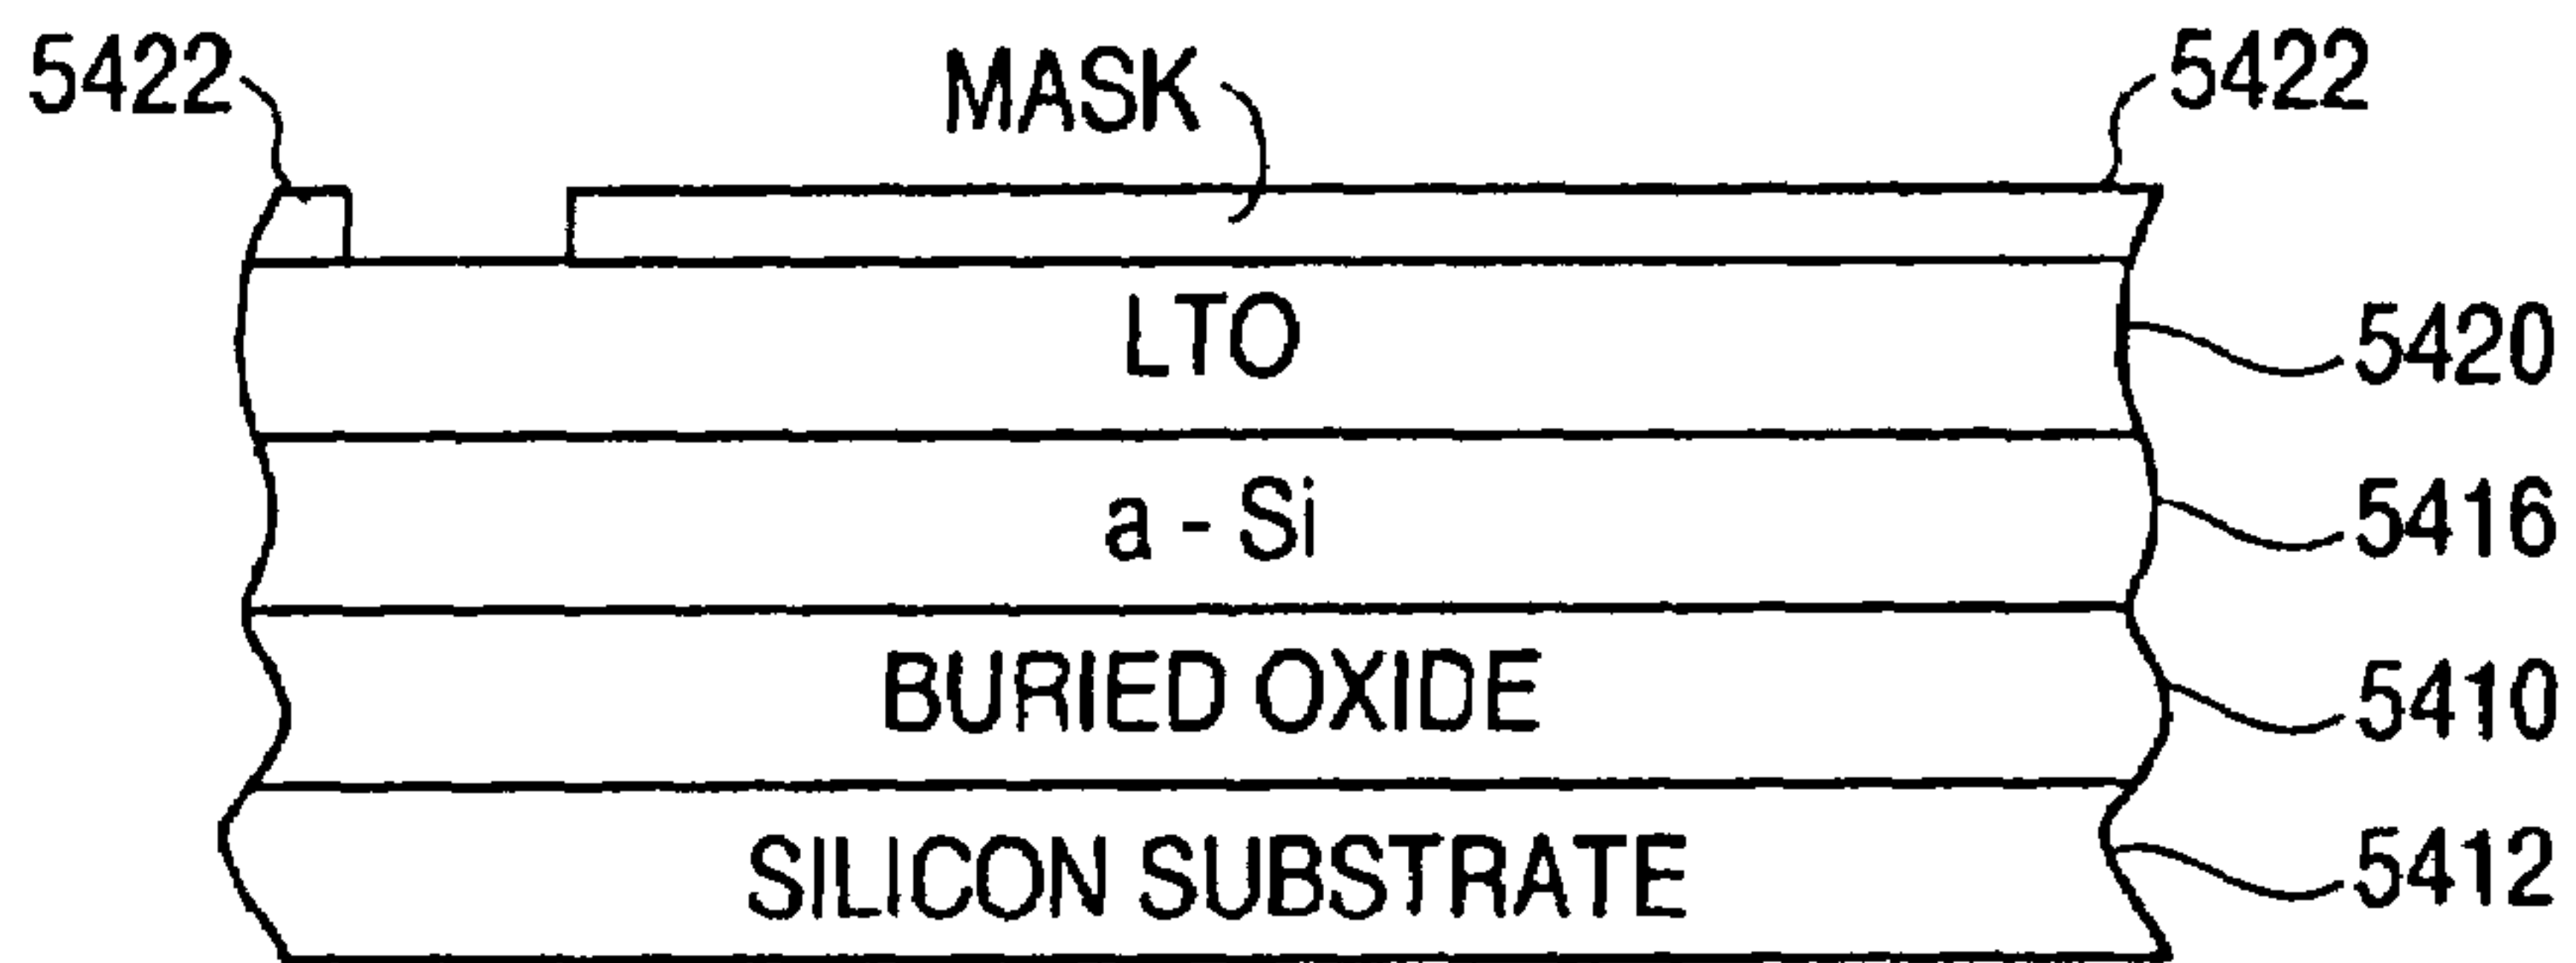 5422
MASK
5422
LTO
5420
a - Si
5416
BURIED OXIDE
5410
SILICON SUBSTRATE
5412